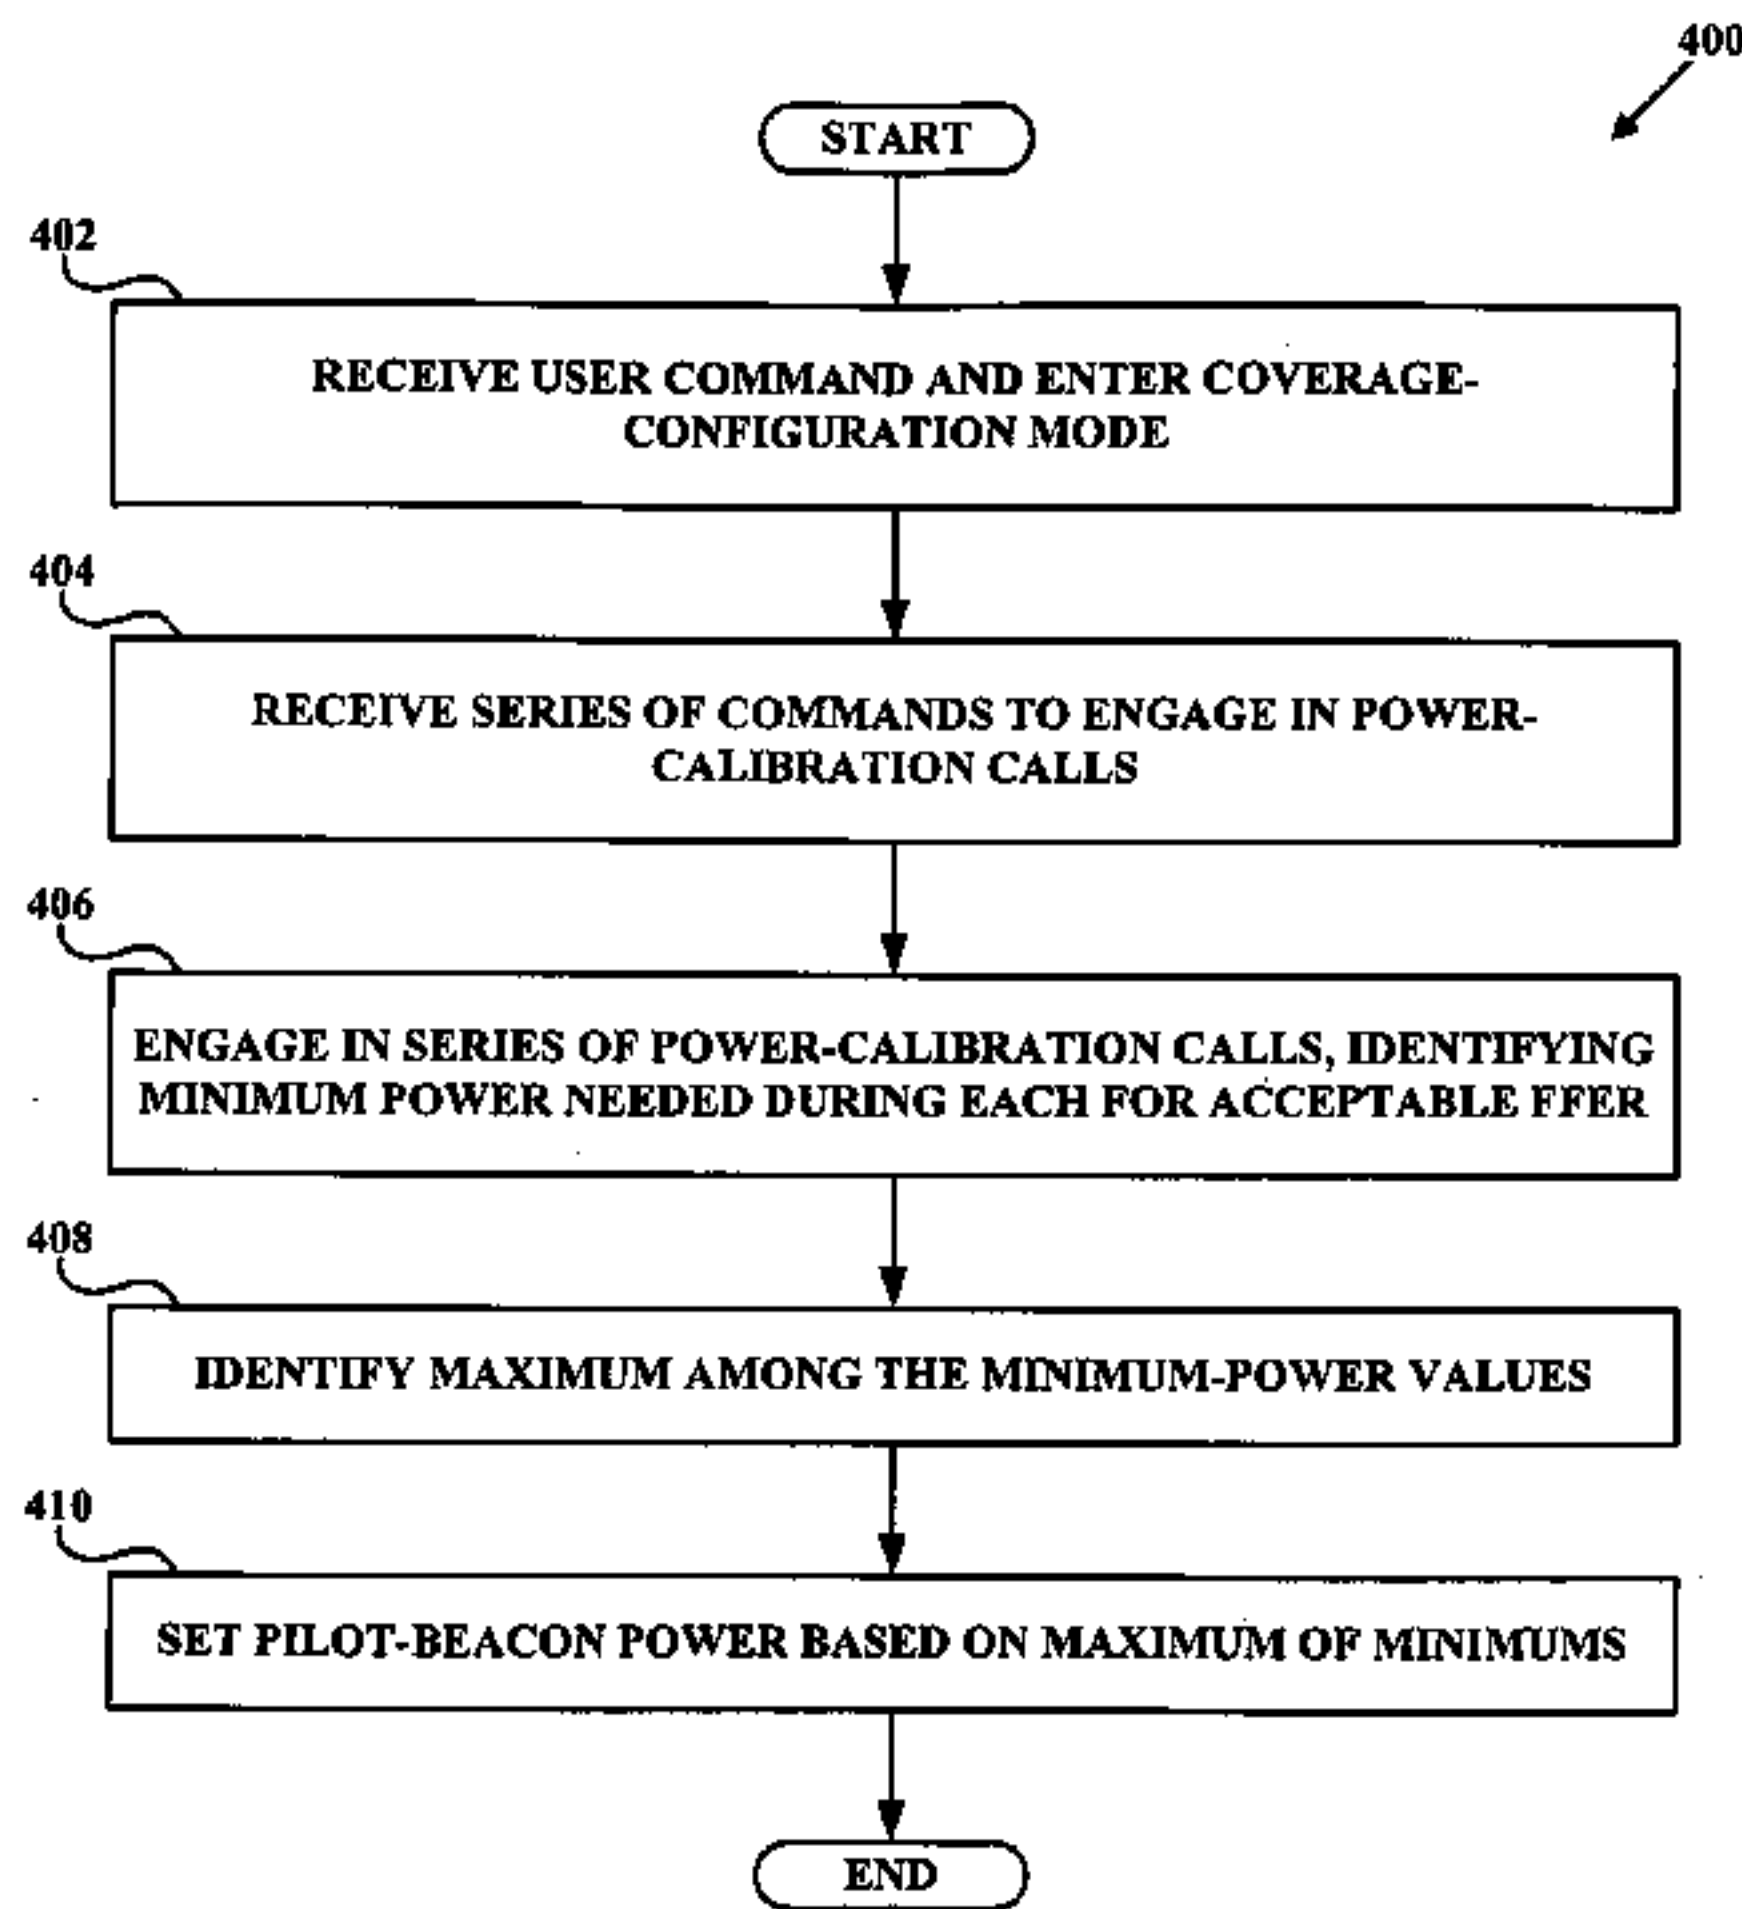 400
START
402
RECEIVE USER COMMAND AND ENTER COVERAGE-
CONFIGURATION MODE
404
RECEIVE SERIES OF COMMANDS TO ENGAGE IN POWER-
CALIBRATION CALLS
406
ENGAGE IN SERIES OF POWER-CALIBRATION CALLS, IDENTIFYING
MINIMUM POWER NEEDED DURING EACH FOR ACCEPTABLE FFER
408
IDENTIFY MAXIMUM AMONG THE MINIMUM-POWER VALUES
410
SET PILOT-BEACON POWER BASED ON MAXIMUM OF MINIMUMS
END